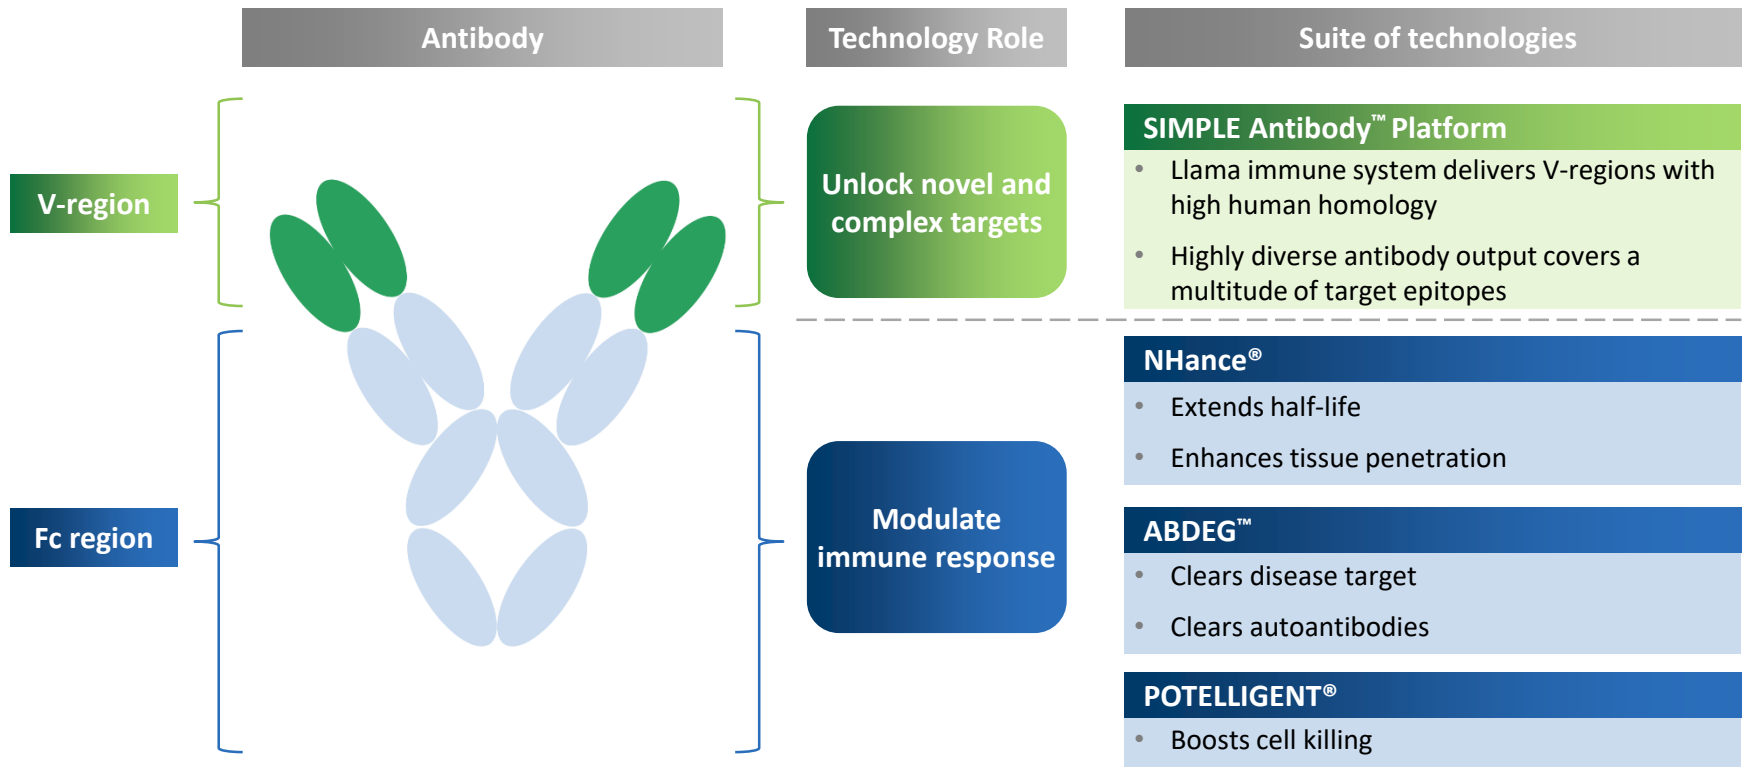 Antibody
Technology Role
Suite of technologies
V-region
Unlock novel and
complex targets
SIMPLE Antibody™ Platform
• Llama immune system delivers V-regions with
high human homology
• Highly diverse antibody output covers a
multitude of target epitopes
Fc region
Modulate
immune response
NHance®
• Extends half-life
• Enhances tissue penetration
ABDEG™
• Clears disease target
• Clears autoantibodies
POTELLIGENT®
• Boosts cell killing